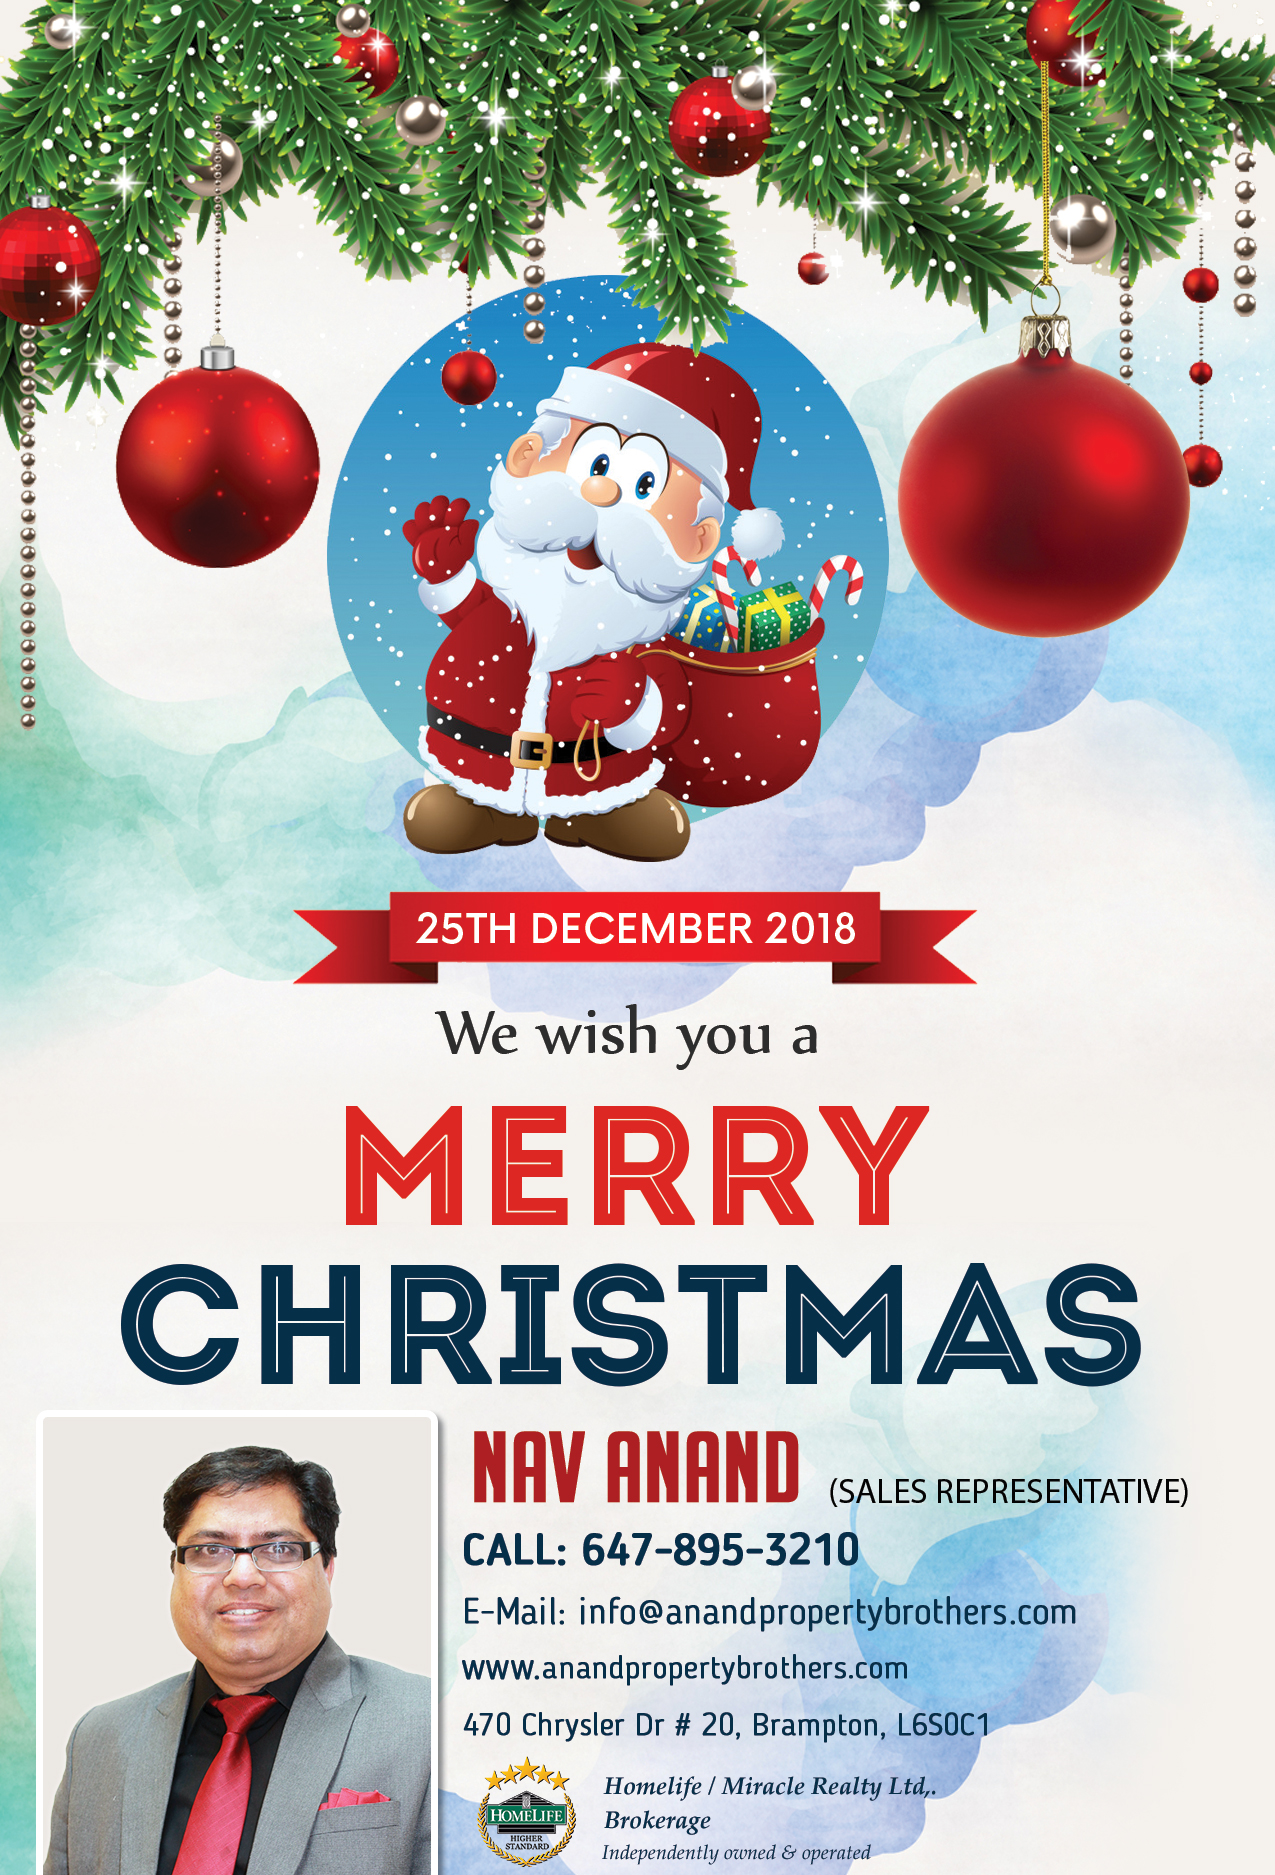 25TH DECEMBER 2018
We wish you a
MERRY
CHRISTMAS
NAV ANAND (SALES REPRESENTATIVE)
CALL: 647-895-3210
E-Mail: info@anandpropertybrothers.com
www.anandpropertybrothers.com
470 Chrysler Dr # 20, Brampton, L6S0C1
Homelife / Miracle Realty Ltd,.
Brokerage
Independently owned & operated
HOMELIFE
HIGHER
STANDARD